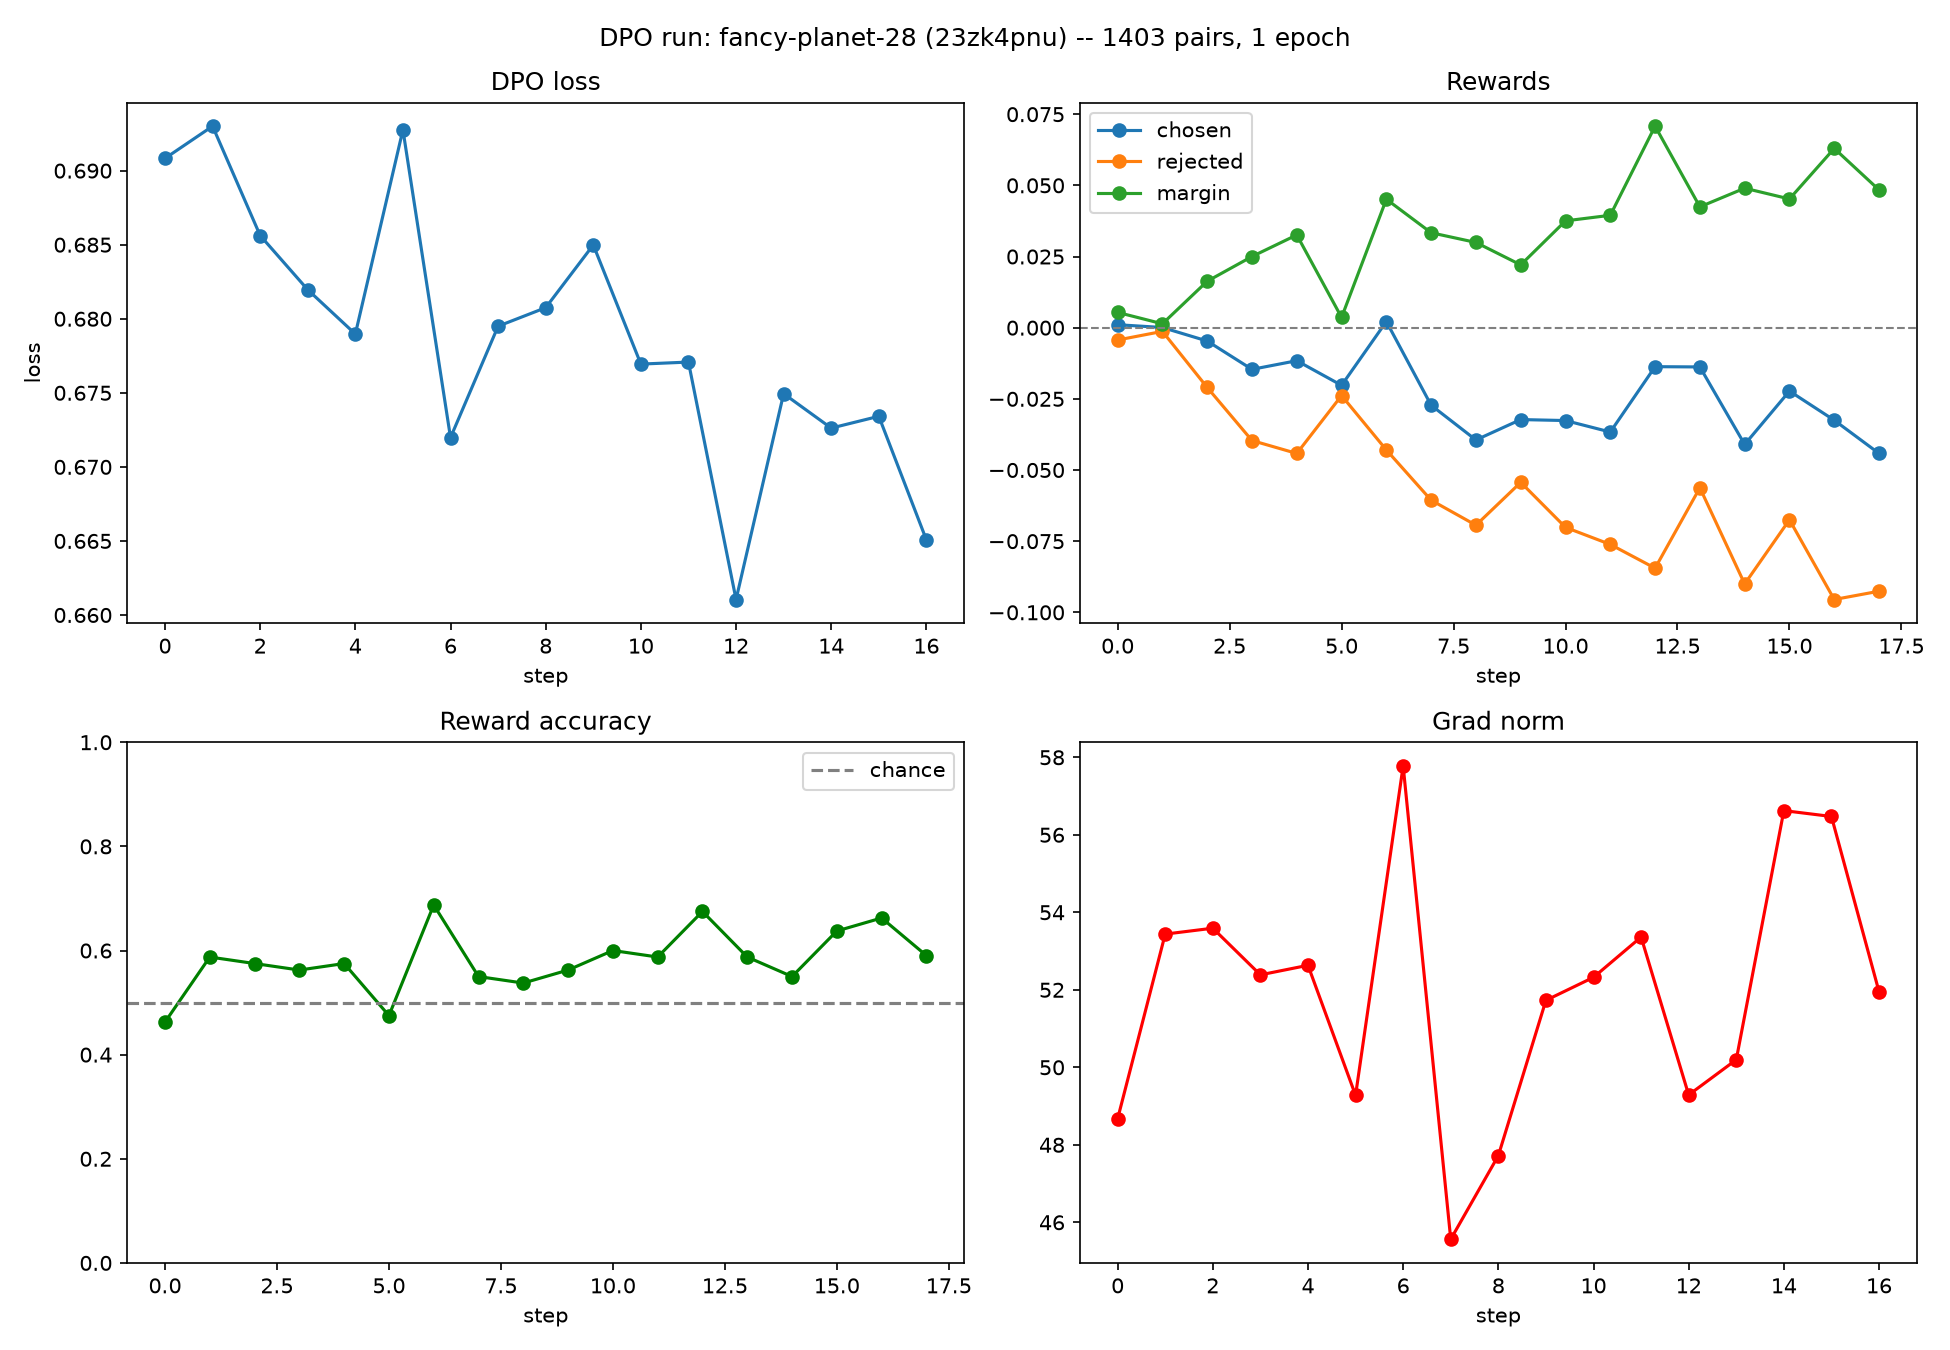 DPO run: fancy-planet-28 (23zk4pnu) -- 1403 pairs, 1 epoch
DPO loss
0.690
0.685
0.680
0.675
0.670
0.665
0.660
loss
0 2 4 6 8 10 12 14 16
step
Rewards
chosen
rejected
margin
0.075
0.050
0.025
0.000
−0.025
−0.050
−0.075
−0.100
0.0 2.5 5.0 7.5 10.0 12.5 15.0 17.5
step
Reward accuracy
chance
1.0
0.8
0.6
0.4
0.2
0.0
0.0 2.5 5.0 7.5 10.0 12.5 15.0 17.5
step
Grad norm
58
56
54
52
50
48
46
0 2 4 6 8 10 12 14 16
step